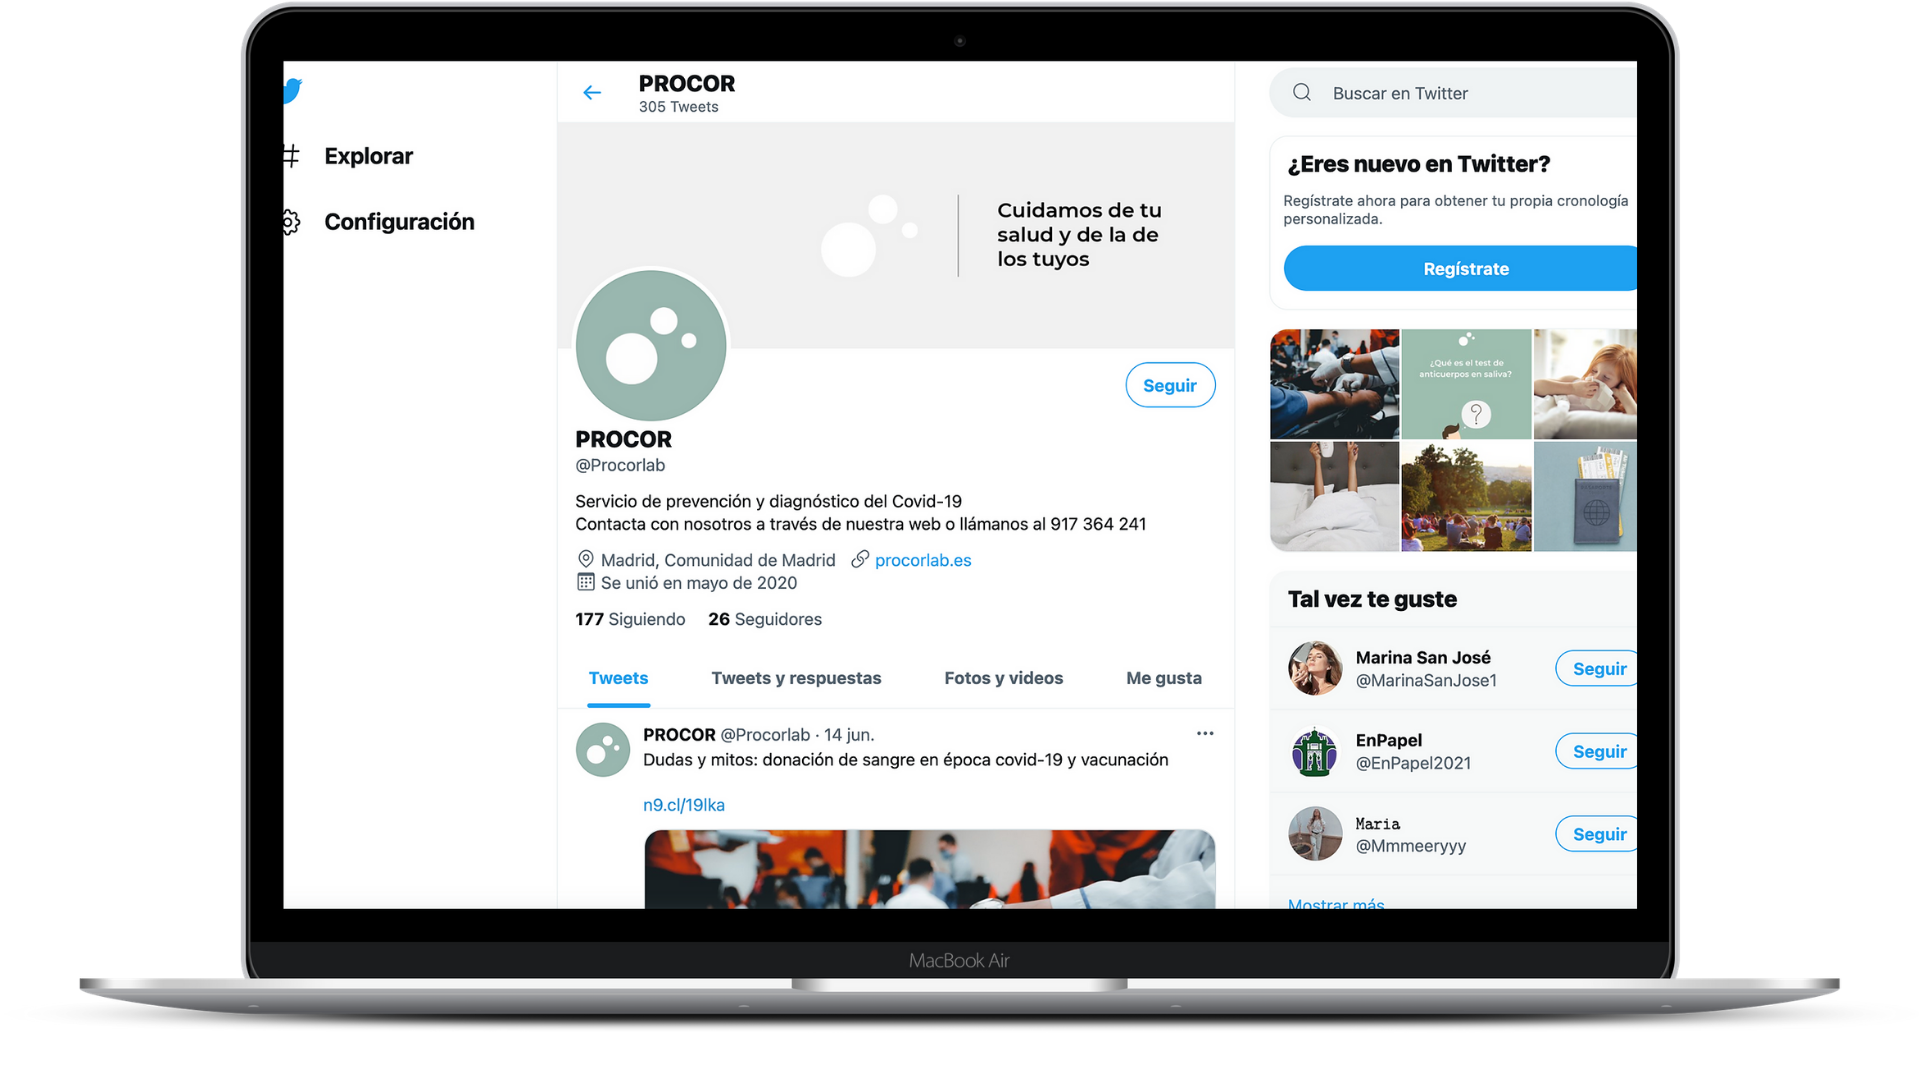 PROCOR
305 Tweets
Explorar
Configuración
Cuidamos de tu
salud y de la de
los tuyos
Seguir
PROCOR
@Procorlab
Servicio de prevención y diagnóstico del Covid-19
Contacta con nosotros a través de nuestra web o llámanos al 917 364 241
Madrid, Comunidad de Madrid procorlab.es
Se unió en mayo de 2020
177 Siguiendo 26 Seguidores
Tweets Tweets y respuestas Fotos y videos Me gusta
PROCOR @Procorlab · 14 jun.
Dudas y mitos: donación de sangre en época covid-19 y vacunación
n9.cl/19lka
Buscar en Twitter
¿Eres nuevo en Twitter?
Regístrate ahora para obtener tu propia cronología
personalizada.
Regístrate
¿Qué es el test de
anticuerpos en saliva?
Tal vez te guste
Marina San José
@MarinaSanJose1
Seguir
EnPapel
@EnPapel2021
Seguir
Maria
@Mmmeeryyy
Seguir
Mostrar más
MacBook Air